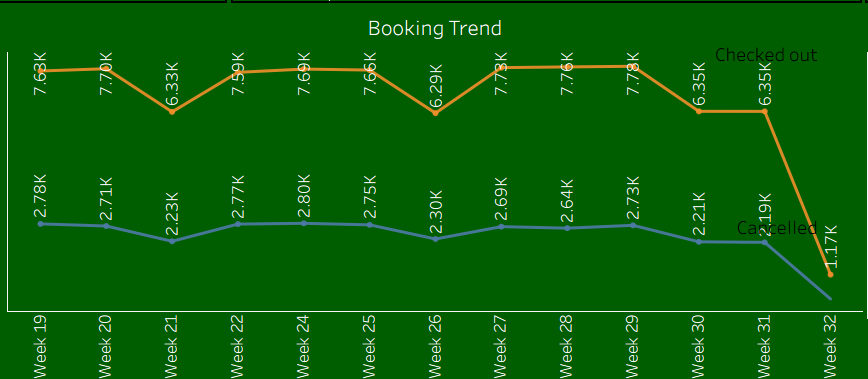 Booking Trend
Checked out
7.63K 7.70K 6.33K 7.59K 7.69K 7.66K 6.29K 7.73K 7.76K 7.78K 6.35K 6.35K
2.78K 2.71K 2.23K 2.77K 2.80K 2.75K 2.30K 2.69K 2.64K 2.73K 2.21K 2.19K 1.17K
Cancelled
Week 19 Week 20 Week 21 Week 22 Week 24 Week 25 Week 26 Week 27 Week 28 Week 29 Week 30 Week 31 Week 32